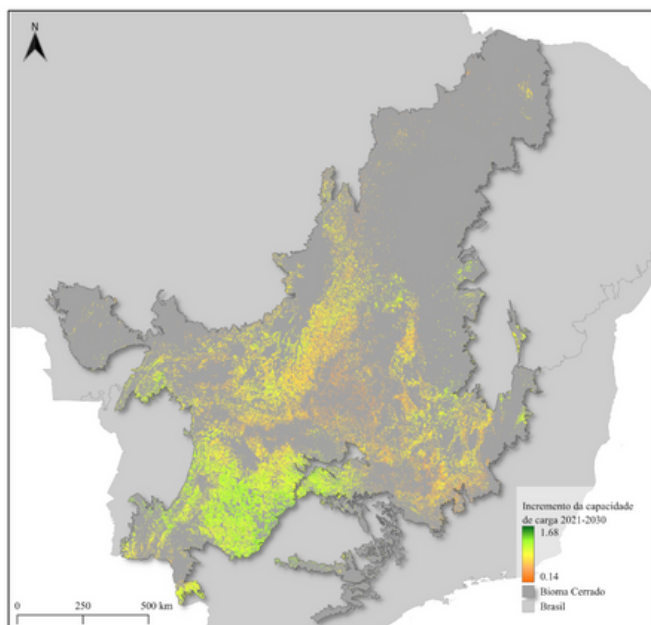 N
Incremento da capacidade
de carga 2021-2030
1.68
0.14
Bioma Cerrado
Brasil
0 250 500 km